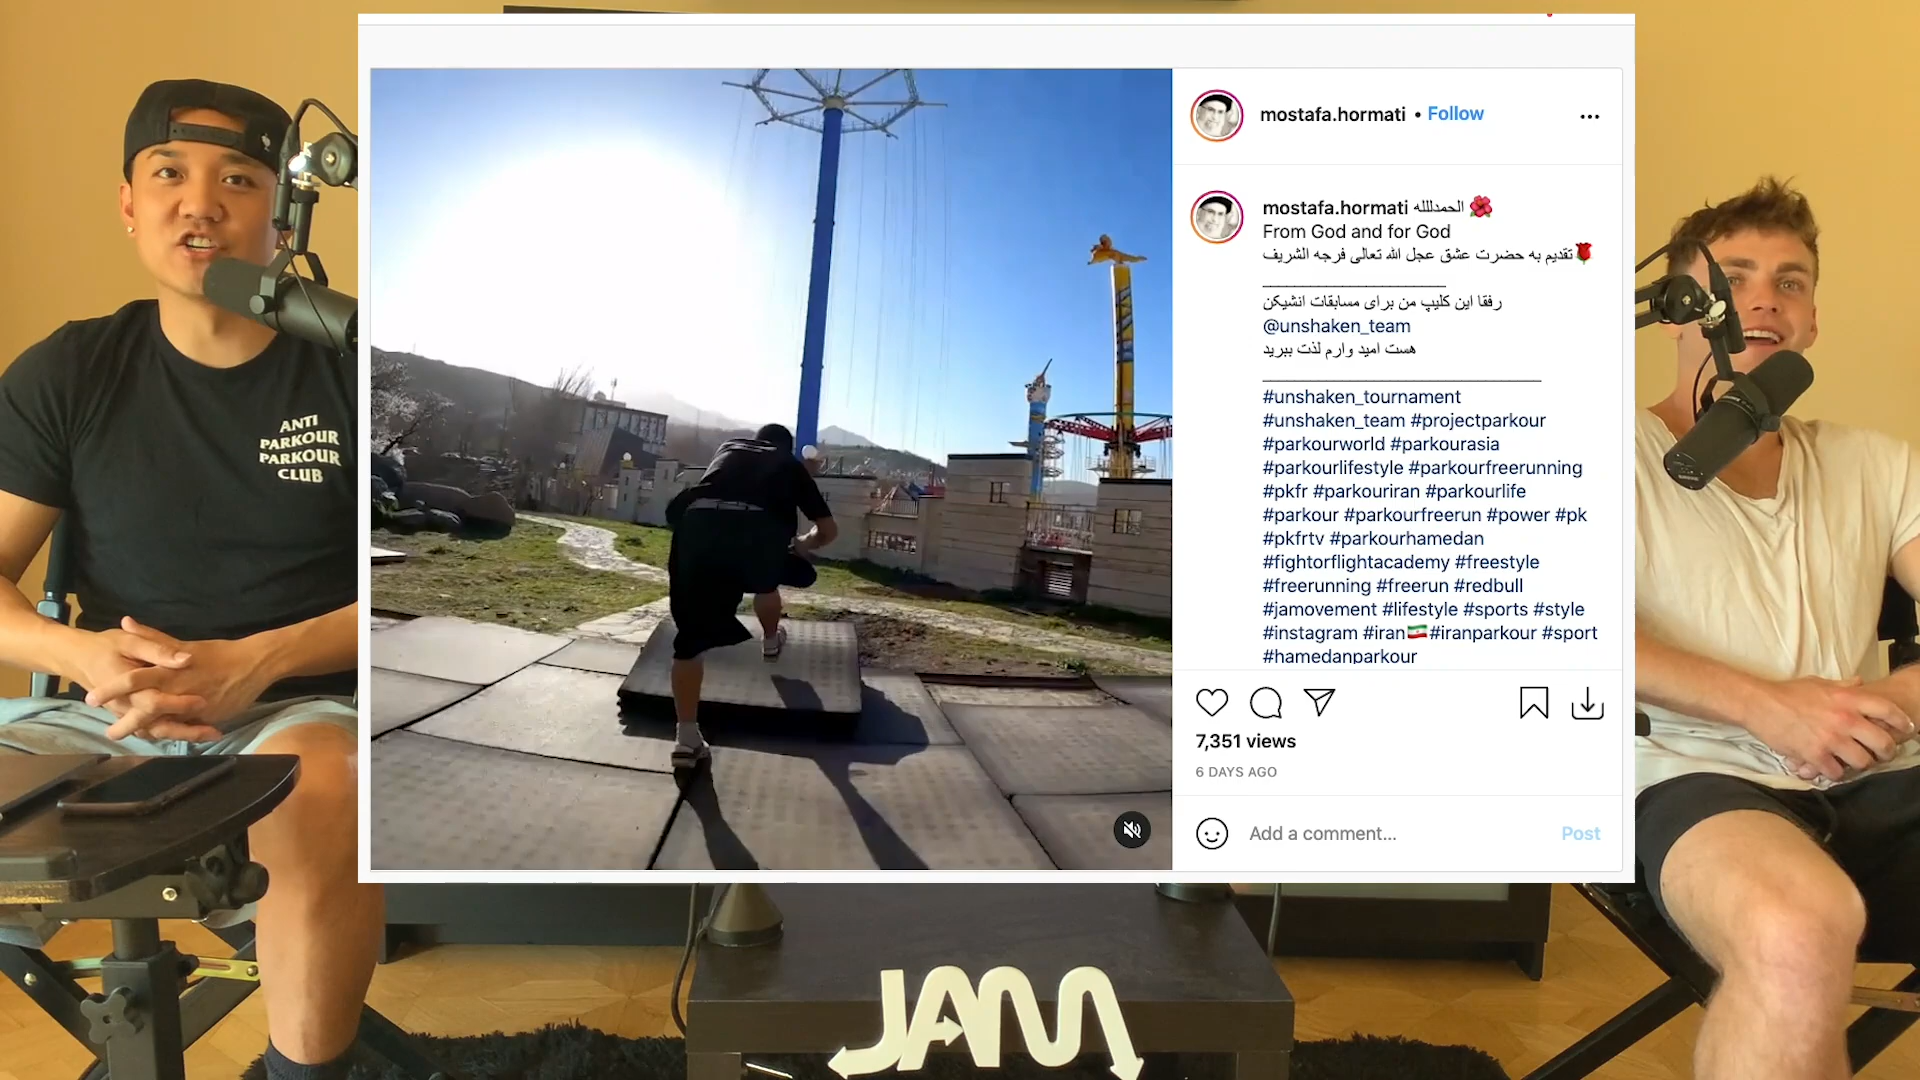 ANTI
PARKOUR
PARKOUR
CLUB
mostafa.hormati • Follow
mostafa.hormati الحمدلله
From God and for God
تقدیم به حضرت عشق عجل الله تعالی فرجه الشریف
رفقا این کلیپ من برای مسابقات انشیکن
@unshaken_team
هست امید وارم لذت ببرید
#unshaken_tournament
#unshaken_team #projectparkour
#parkourworld #parkourasia
#parkourlifestyle #parkourfreerunning
#pkfr #parkouriran #parkourlife
#parkour #parkourfreerun #power #pk
#pkfrtv #parkourhamedan
#fightorflightacademy #freestyle
#freerunning #freerun #redbull
#jamovement #lifestyle #sports #style
#instagram #iran🇮🇷#iranparkour #sport
#hamedanparkour
7,351 views
6 DAYS AGO
Add a comment... Post
JAM